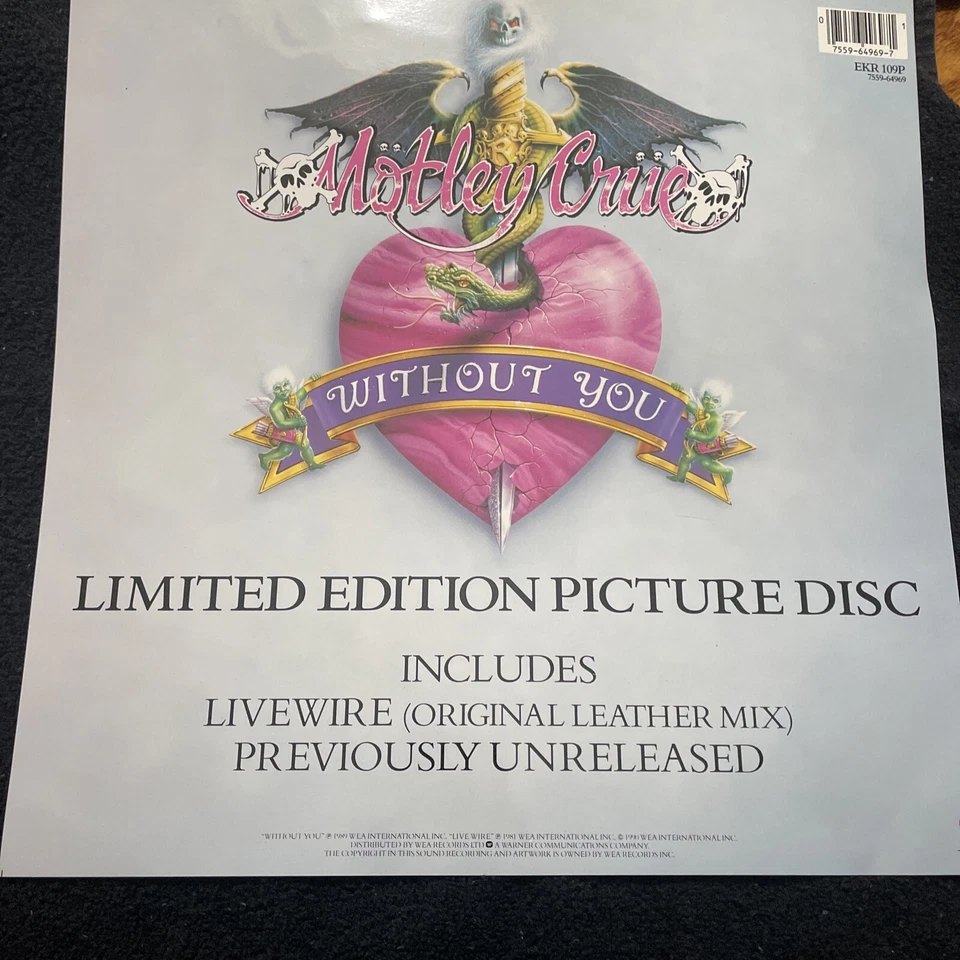 0 1
7559-64969-7
EKR 109P
7559-64969
Mötley Crüe
WITHOUT YOU
LIMITED EDITION PICTURE DISC
INCLUDES
LIVEWIRE (ORIGINAL LEATHER MIX)
PREVIOUSLY UNRELEASED
"WITHOUT YOU" ℗ 1989 WEA INTERNATIONAL INC. "LIVE WIRE" ℗ 1981 WEA INTERNATIONAL INC. © 1990 WEA INTERNATIONAL INC.
DISTRIBUTED BY WEA RECORDS LTD A WARNER COMMUNICATIONS COMPANY.
THE COPYRIGHT IN THIS SOUND RECORDING AND ARTWORK IS OWNED BY WEA RECORDS INC.